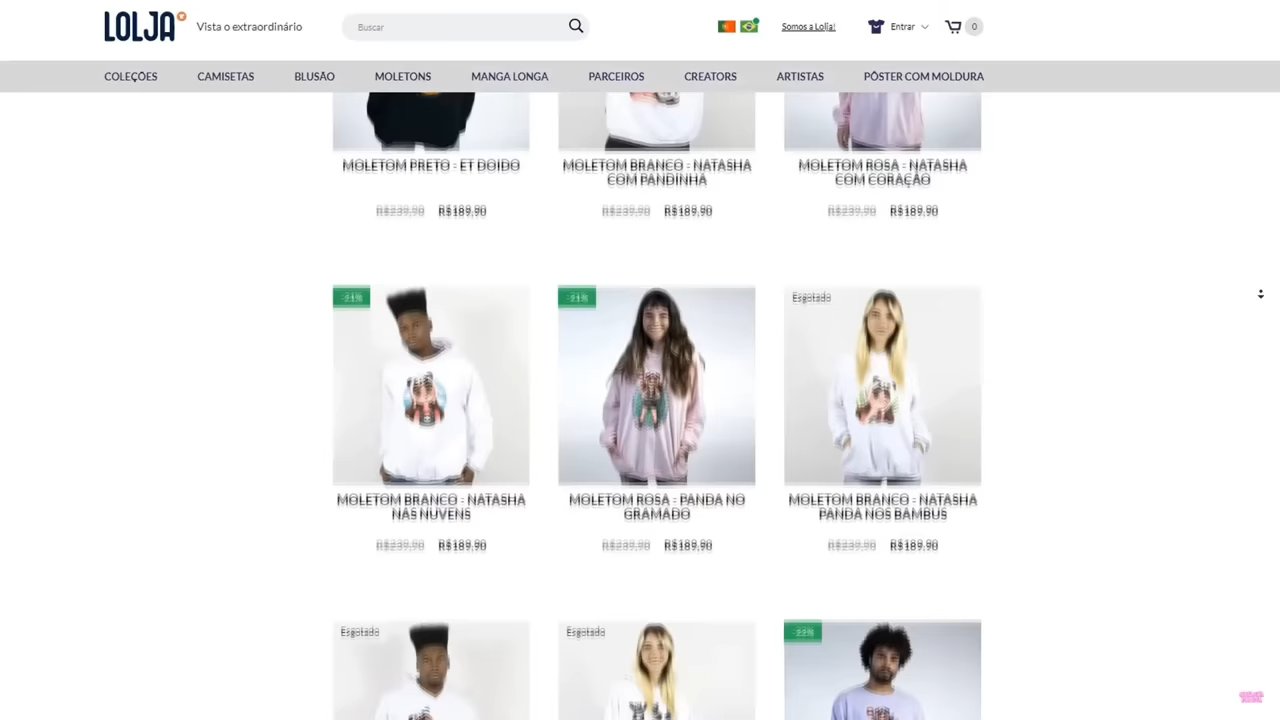 LOLJA
Vista o extraordinário
Buscar
Somos a Lolja!
Entrar
0
COLEÇÕES
CAMISETAS
BLUSÃO
MOLETONS
MANGA LONGA
PARCEIROS
CREATORS
ARTISTAS
PÔSTER COM MOLDURA
MOLETOM PRETO - ET DOIDO
R$239,90 R$189,90
MOLETOM BRANCO - NATASHA
COM PANDINHA
R$239,90 R$189,90
MOLETOM ROSA - NATASHA
COM CORAÇÃO
R$239,90 R$189,90
-21%
MOLETOM BRANCO - NATASHA
NAS NUVENS
R$239,90 R$189,90
-21%
MOLETOM ROSA - PANDA NO
GRAMADO
R$239,90 R$189,90
Esgotado
MOLETOM BRANCO - NATASHA
PANDA NOS BAMBUS
R$239,90 R$189,90
Esgotado
Esgotado